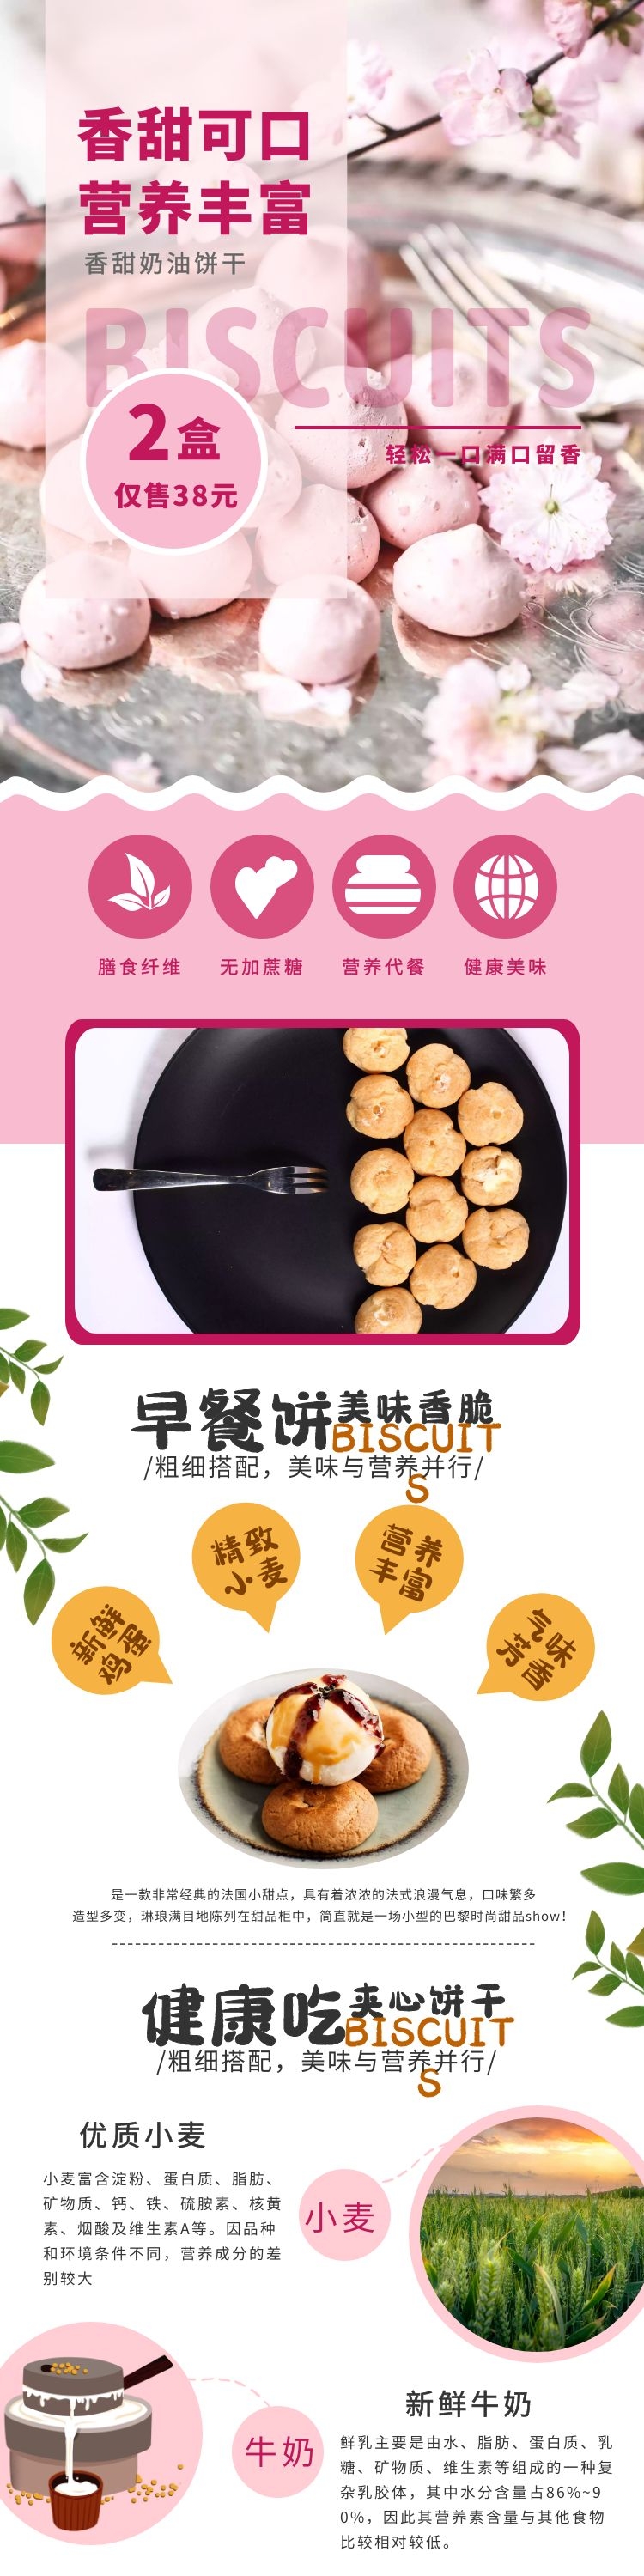 香甜可口
营养丰富
香甜奶油饼干
BISCUITS
2盒
仅售38元
轻松一口满口留香
膳食纤维
无加蔗糖
营养代餐
健康美味
早餐饼美味香脆
BISCUIT
S
/粗细搭配，美味与营养并行/
新鲜
鸡蛋
精致
小麦
营养
丰富
气味
芳香
是一款非常经典的法国小甜点，具有着浓浓的法式浪漫气息，口味繁多
造型多变，琳琅满目地陈列在甜品柜中，简直就是一场小型的巴黎时尚甜品show！
健康吃夹心饼干
BISCUIT
S
/粗细搭配，美味与营养并行/
优质小麦
小麦富含淀粉、蛋白质、脂肪、
矿物质、钙、铁、硫胺素、核黄
素、烟酸及维生素A等。因品种
和环境条件不同，营养成分的差
别较大
小麦
牛奶
新鲜牛奶
鲜乳主要是由水、脂肪、蛋白质、乳
糖、矿物质、维生素等组成的一种复
杂乳胶体，其中水分含量占86%~9
0%，因此其营养素含量与其他食物
比较相对较低。